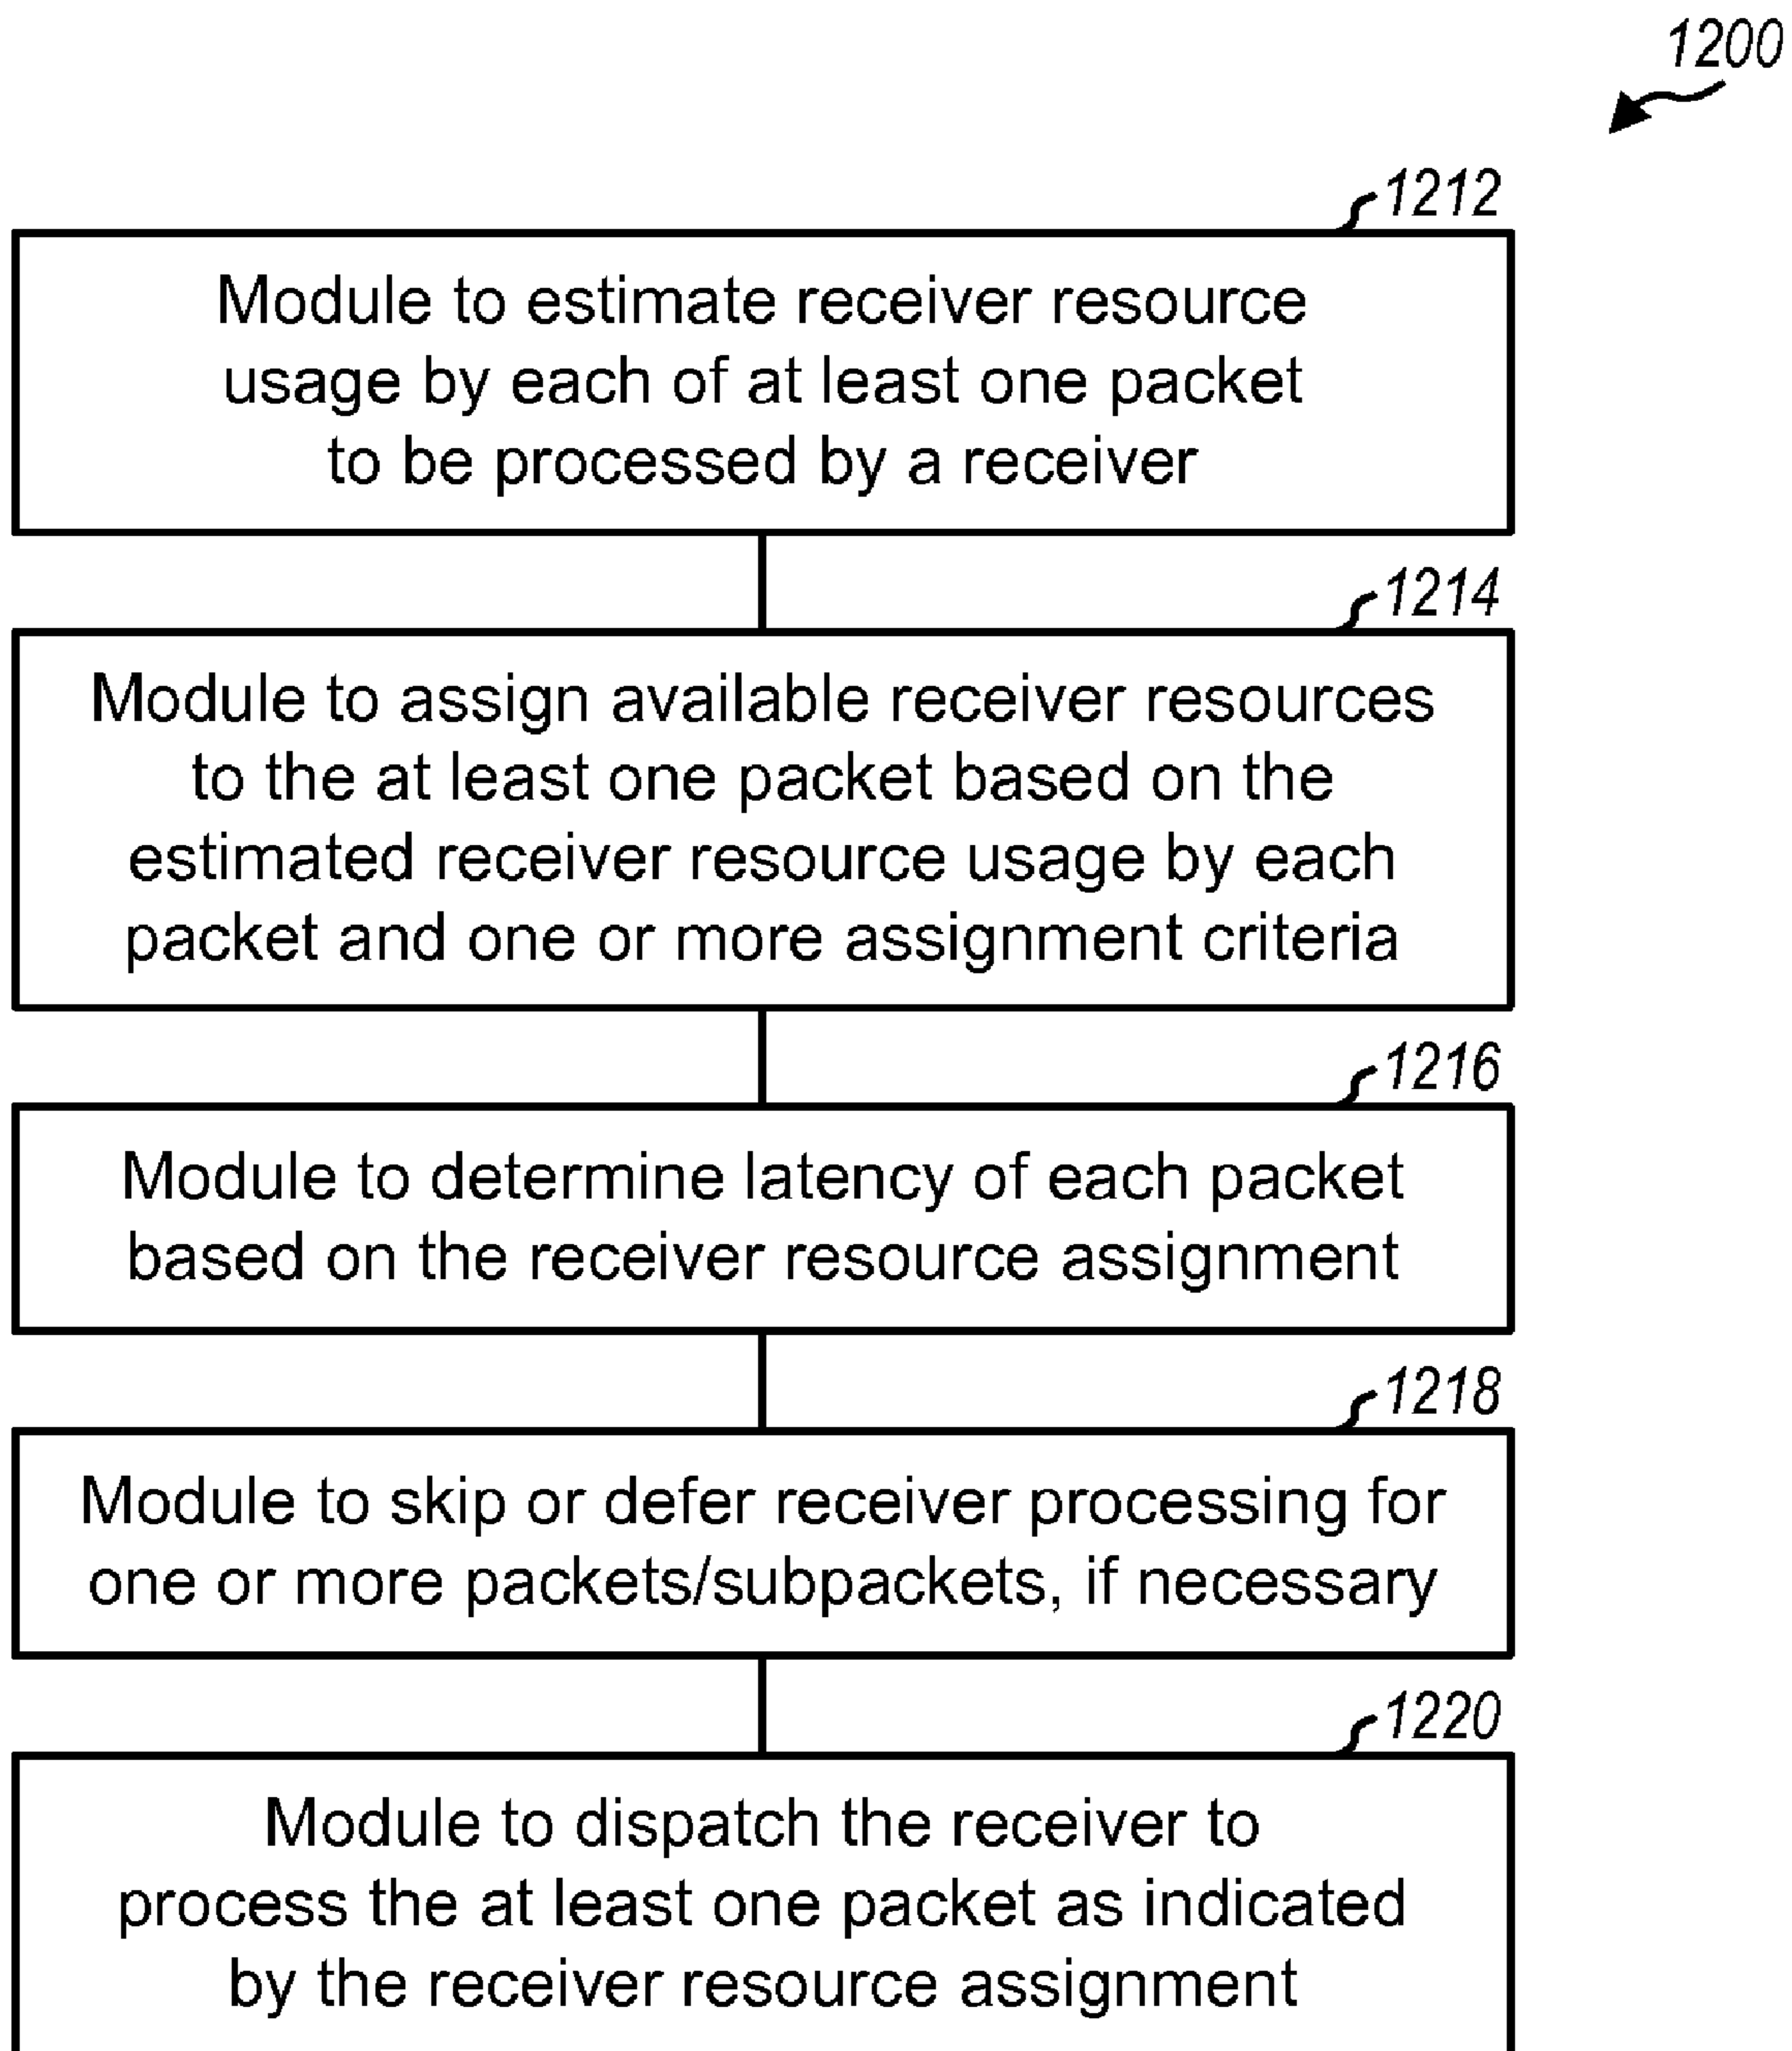 1200
1212
Module to estimate receiver resource
usage by each of at least one packet
to be processed by a receiver
1214
Module to assign available receiver resources
to the at least one packet based on the
estimated receiver resource usage by each
packet and one or more assignment criteria
1216
Module to determine latency of each packet
based on the receiver resource assignment
1218
Module to skip or defer receiver processing for
one or more packets/subpackets, if necessary
1220
Module to dispatch the receiver to
process the at least one packet as indicated
by the receiver resource assignment